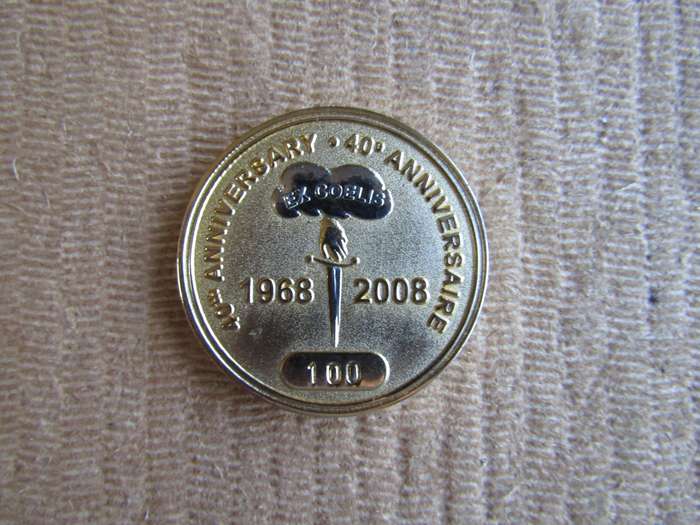 40TH ANNIVERSARY • 40e ANNIVERSAIRE
EX COELIS
1968 2008
100